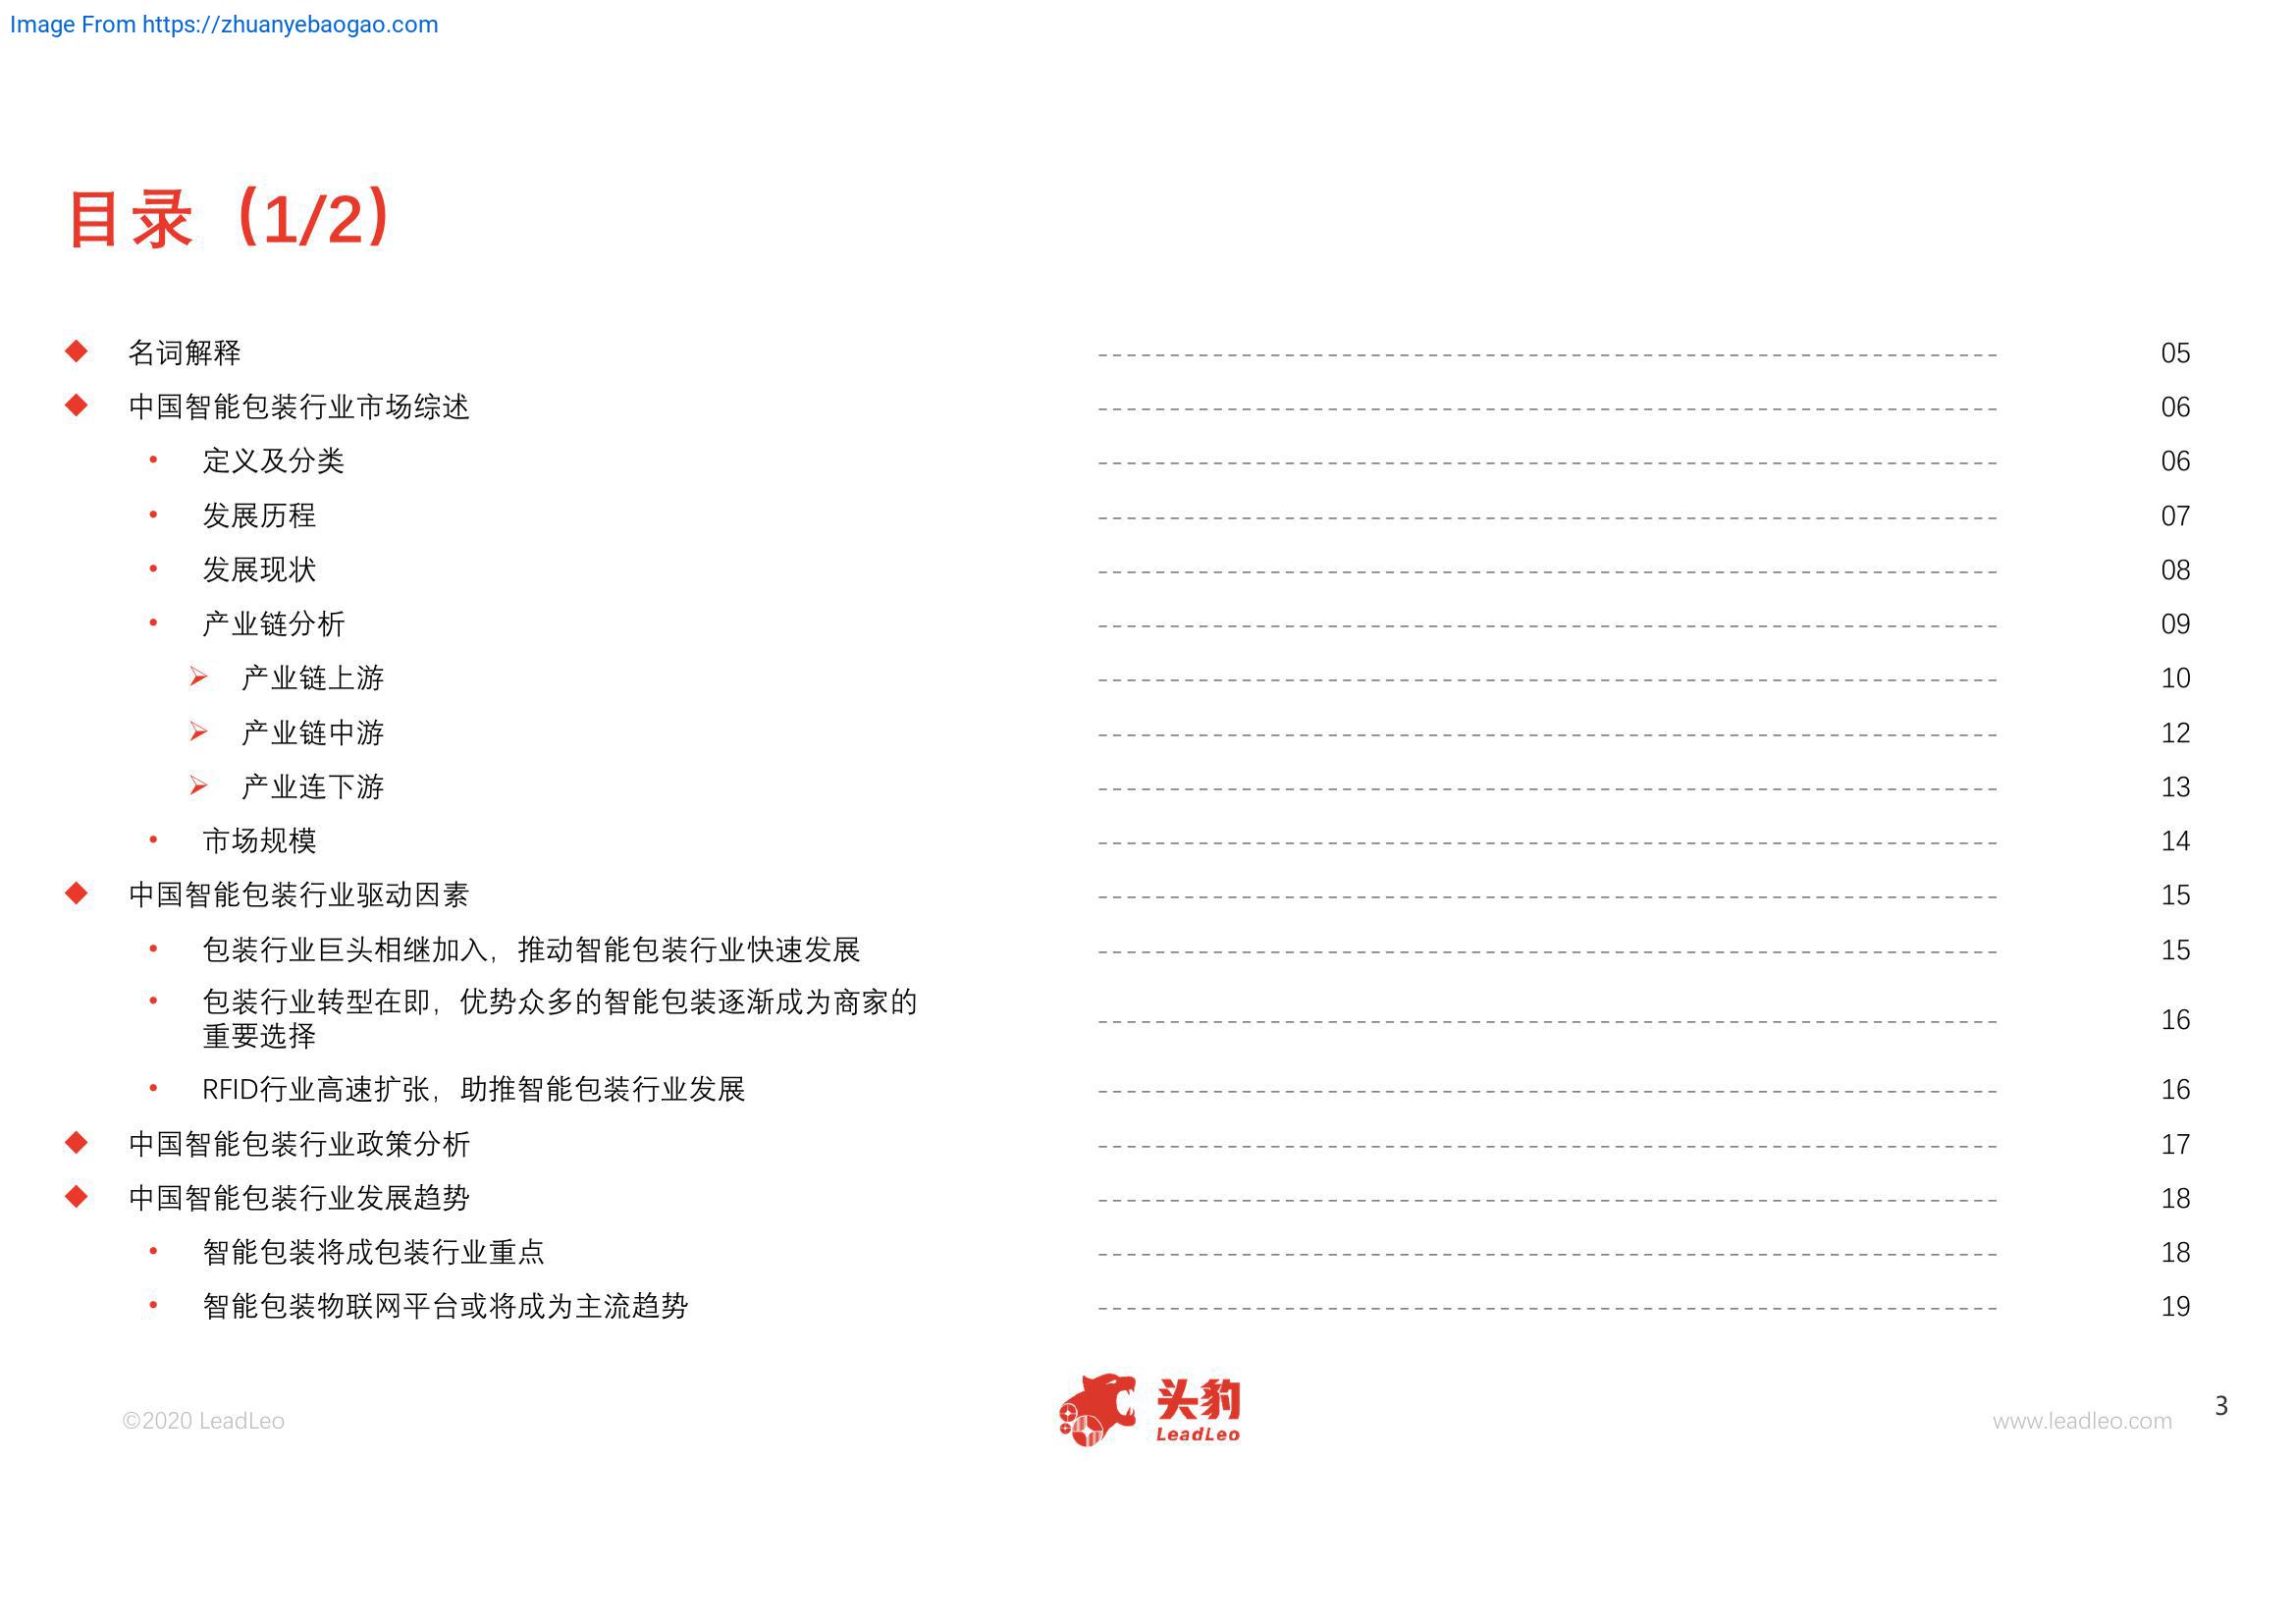 Image From https://zhuanyebaogao.com
目录（1/2）
◆ 名词解释 05
◆ 中国智能包装行业市场综述 06
• 定义及分类 06
• 发展历程 07
• 发展现状 08
• 产业链分析 09
➢ 产业链上游 10
➢ 产业链中游 12
➢ 产业连下游 13
• 市场规模 14
◆ 中国智能包装行业驱动因素 15
• 包装行业巨头相继加入，推动智能包装行业快速发展 15
• 包装行业转型在即，优势众多的智能包装逐渐成为商家的
重要选择 16
• RFID行业高速扩张，助推智能包装行业发展 16
◆ 中国智能包装行业政策分析 17
◆ 中国智能包装行业发展趋势 18
• 智能包装将成包装行业重点 18
• 智能包装物联网平台或将成为主流趋势 19
©2020 LeadLeo
头豹
LeadLeo
www.leadleo.com
3